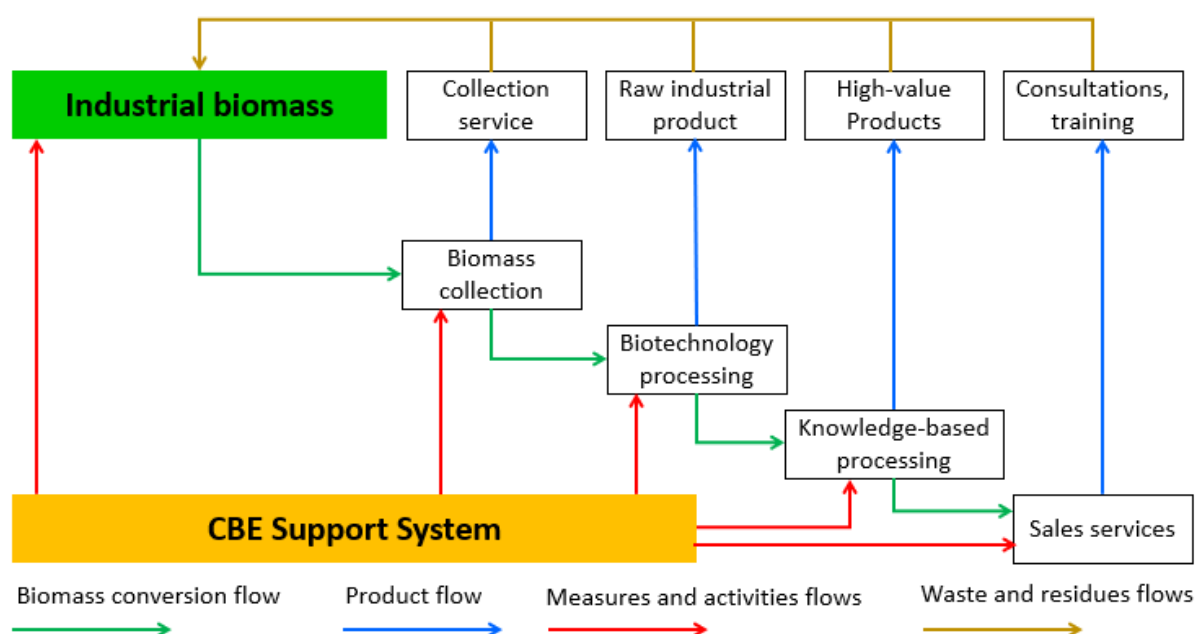 Industrial biomass
Collection
service
Raw industrial
product
High-value
Products
Consultations,
training
Biomass
collection
Biotechnology
processing
Knowledge-based
processing
CBE Support System
Sales services
Biomass conversion flow
Product flow
Measures and activities flows
Waste and residues flows